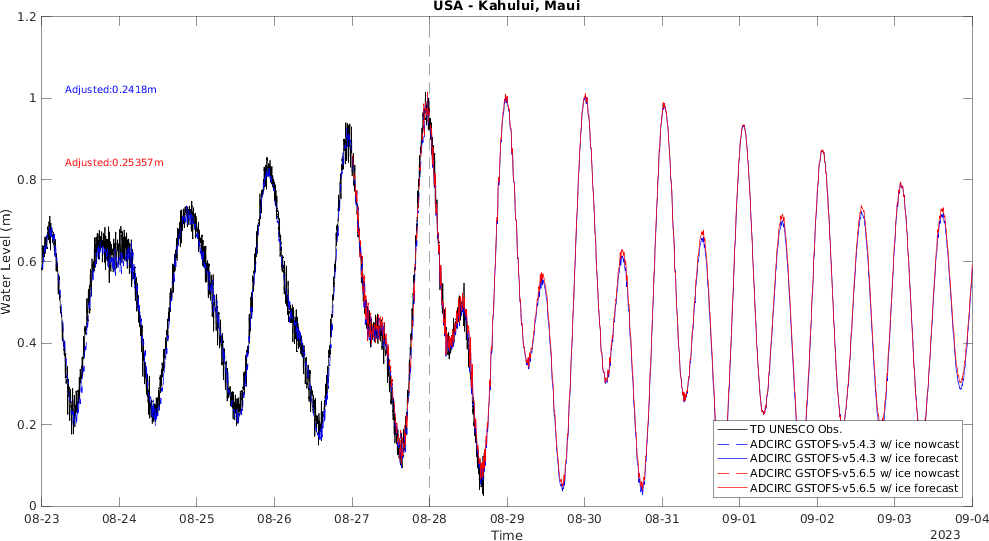 USA - Kahului, Maui
1.2
1
0.8
0.6
0.4
0.2
0
Water Level (m)
Adjusted:0.2418m
Adjusted:0.25357m
TD UNESCO Obs.
ADCIRC GSTOFS-v5.4.3 w/ ice nowcast
ADCIRC GSTOFS-v5.4.3 w/ ice forecast
ADCIRC GSTOFS-v5.6.5 w/ ice nowcast
ADCIRC GSTOFS-v5.6.5 w/ ice forecast
08-23 08-24 08-25 08-26 08-27 08-28 08-29 08-30 08-31 09-01 09-02 09-03 09-04
Time
2023